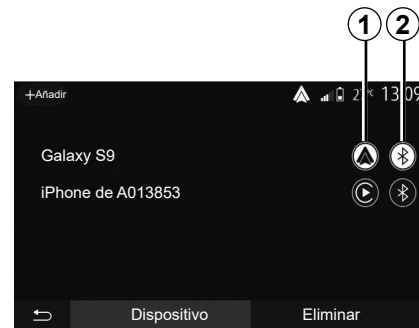 1 2
+Añadir 27°C 13:09
Galaxy S9
iPhone de A013853
Dispositivo Eliminar